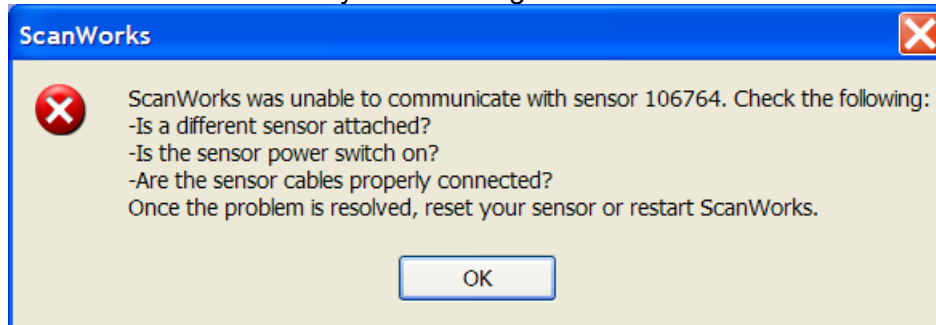 ScanWorks
ScanWorks was unable to communicate with sensor 106764. Check the following:
-Is a different sensor attached?
-Is the sensor power switch on?
-Are the sensor cables properly connected?
Once the problem is resolved, reset your sensor or restart ScanWorks.
OK